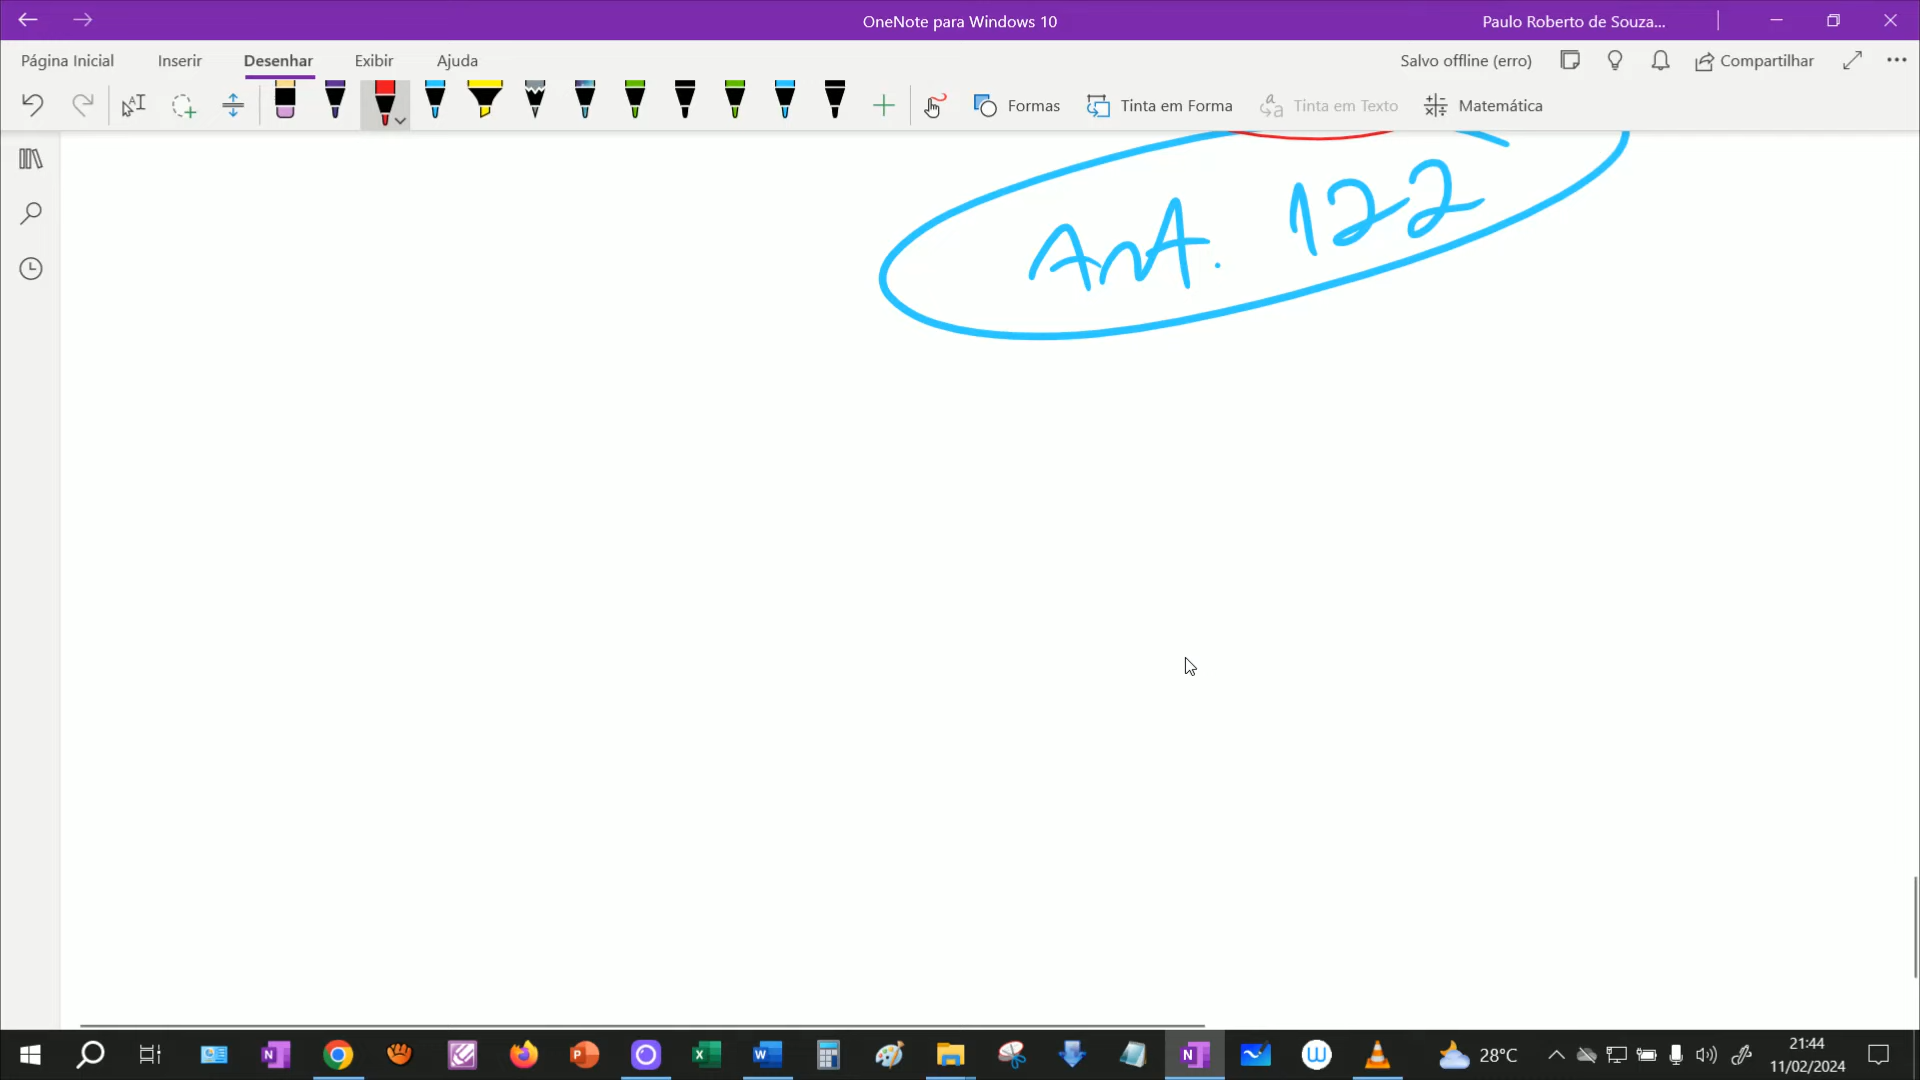 OneNote para Windows 10
Paulo Roberto de Souza...
Página Inicial
Inserir
Desenhar
Exibir
Ajuda
Salvo offline (erro)
Compartilhar
Formas
Tinta em Forma
Tinta em Texto
Matemática
Art. 122
28°C
21:44
11/02/2024